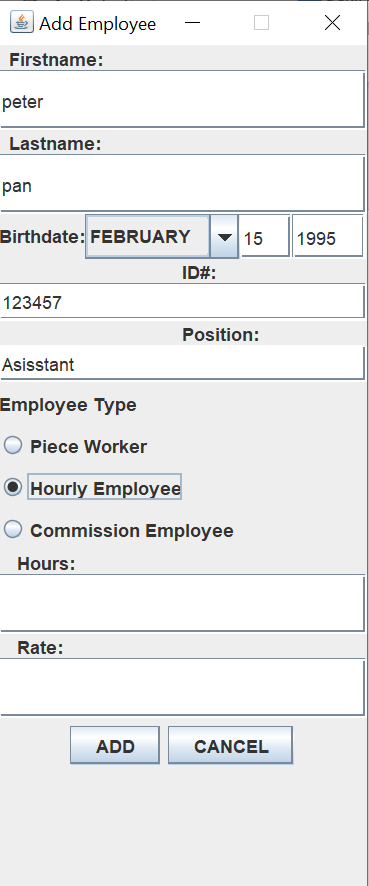 Add Employee
Firstname:
peter
Lastname:
pan
Birthdate: FEBRUARY 15 1995
ID#:
123457
Position:
Asisstant
Employee Type
Piece Worker
Hourly Employee
Commission Employee
Hours:
Rate:
ADD CANCEL